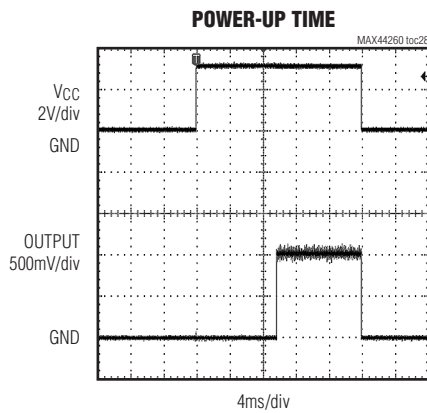 POWER-UP TIME
MAX44260 toc28
VCC
2V/div
GND
OUTPUT
500mV/div
GND
4ms/div